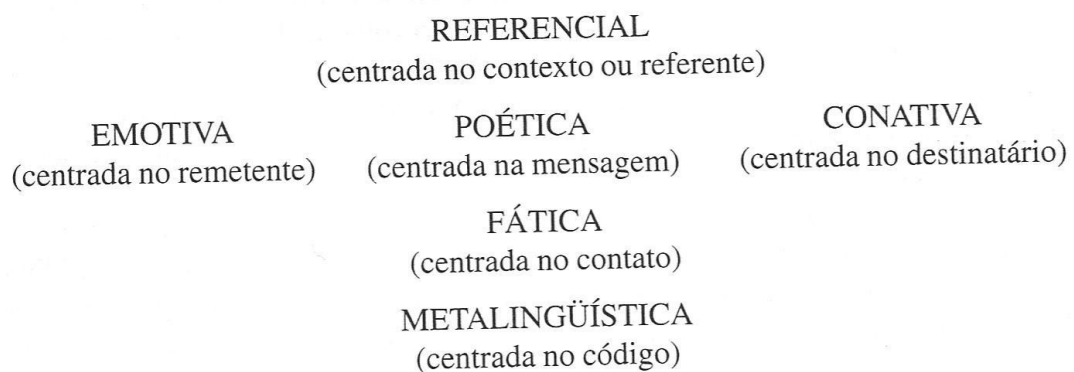 REFERENCIAL
(centrada no contexto ou referente)
EMOTIVA
(centrada no remetente)
POÉTICA
(centrada na mensagem)
CONATIVA
(centrada no destinatário)
FÁTICA
(centrada no contato)
METALINGÜÍSTICA
(centrada no código)